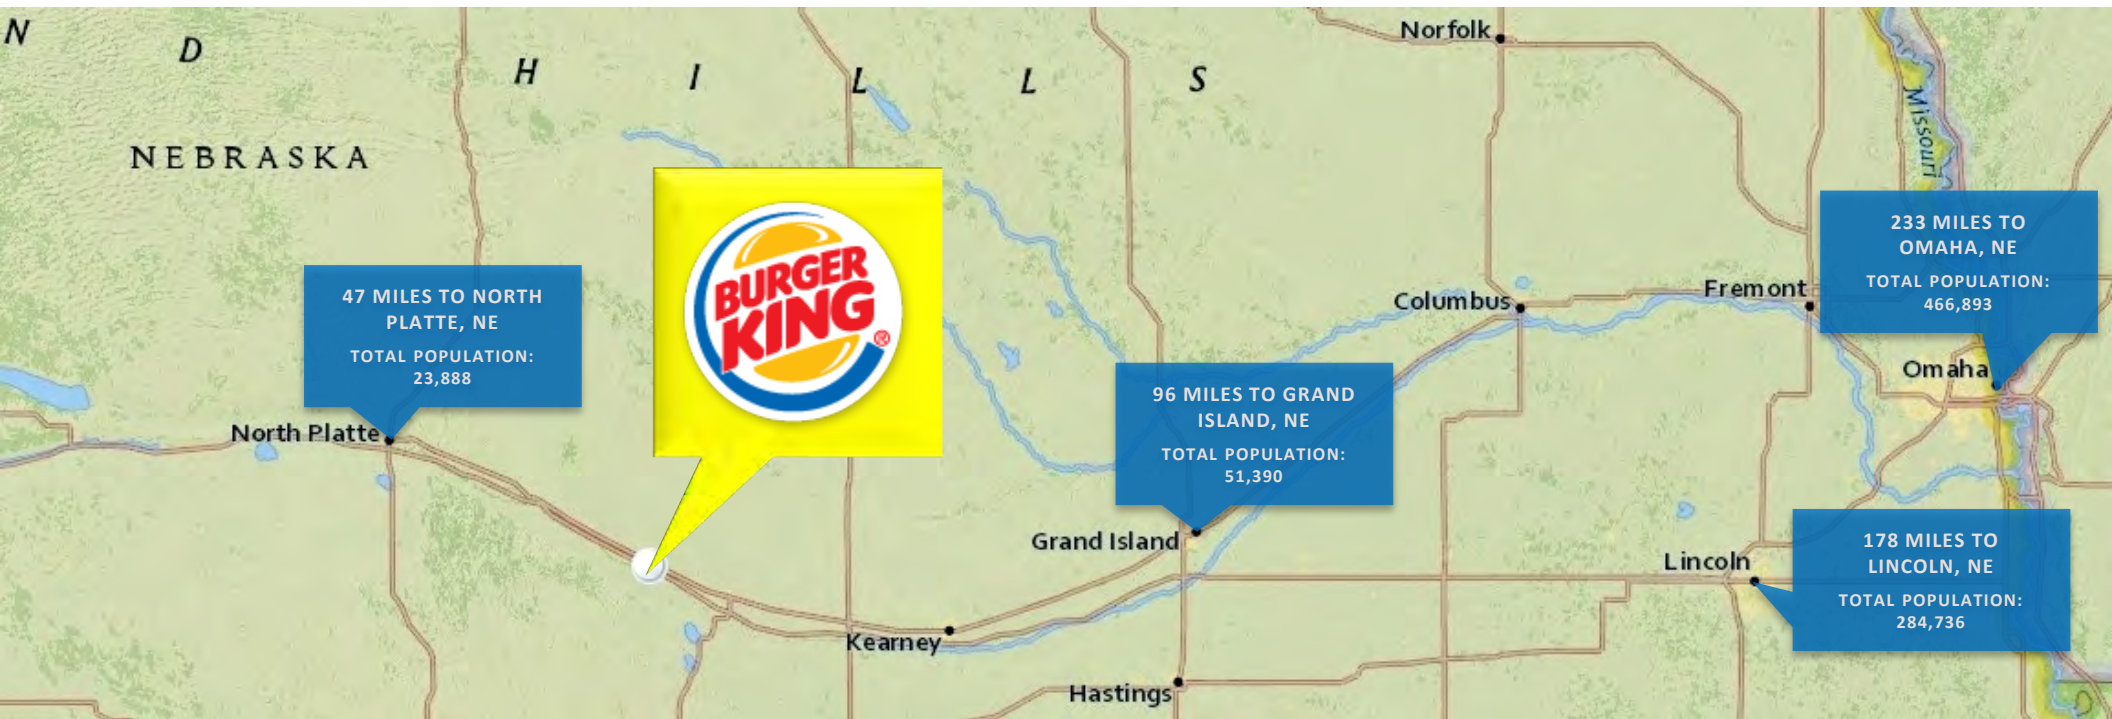 N
D
H
I
L
L
S
Norfolk
Missouri
NEBRASKA
233 MILES TO
OMAHA, NE
TOTAL POPULATION:
466,893
BURGER
KING
®
47 MILES TO NORTH
PLATTE, NE
TOTAL POPULATION:
23,888
Columbus
Fremont
Omaha
96 MILES TO GRAND
ISLAND, NE
TOTAL POPULATION:
51,390
North Platte
Grand Island
Lincoln
178 MILES TO
LINCOLN, NE
TOTAL POPULATION:
284,736
Kearney
Hastings